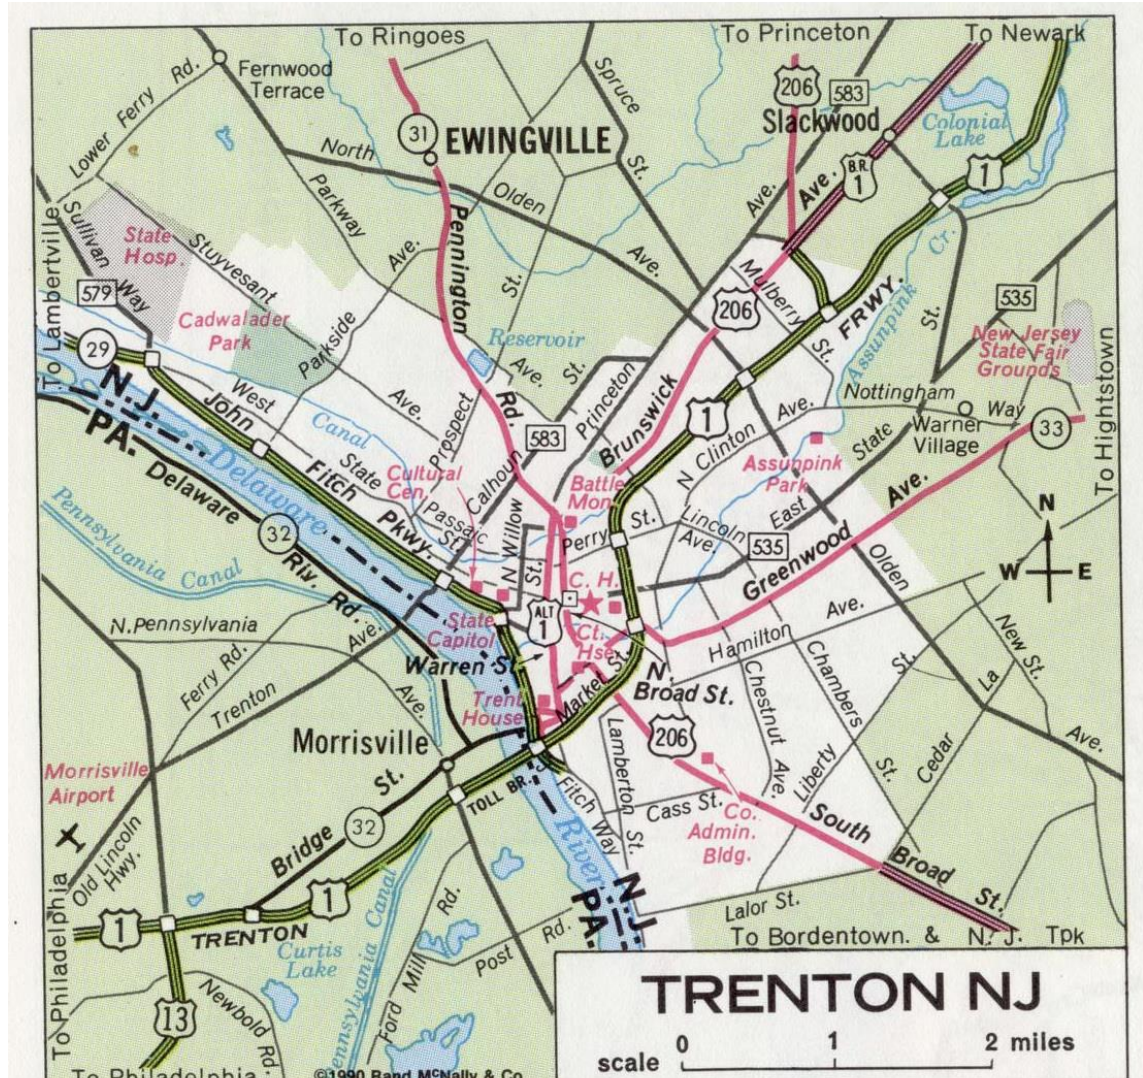 To Ringoes
To Princeton
To Newark
Fernwood
Terrace
Lower Ferry Rd.
31
EWINGVILLE
Spruce St.
206
583
Slackwood
Colonial
Lake
B.R.
1
1
North Olden Ave.
Parkway Ave.
Pennington Rd.
Ave.
Brunswick Ave.
State
Hosp.
Sullivan Way
Stuyvesant Ave.
579
To Lambertville
29
Cadwalader
Park
Parkside Ave.
St.
Reservoir
206
Mulberry St.
FRWY.
Assunpink Cr.
535
New Jersey
State Fair
Grounds
To Hightstown
N.J.
PA.
John Fitch Pkwy.
West State St.
Canal
Prospect
Ave.
St.
583
Princeton
1
N Clinton Ave.
Nottingham Way
Warner
Village
33
Delaware River
Delaware Riv. Rd.
32
Pennsylvania Canal
Cultural
Cen.
Passaic
Calhoun
N Willow St.
Battle
Mon.
Perry St.
Lincoln
Ave.
Assunpink
Park
East State St.
535
Greenwood Ave.
Olden Ave.
N
W E
S
C. H.
ALT
1
Ct.
Hse.
State
Capitol
Warren St.
N.
Broad St.
Hamilton Ave.
New St.
La
Chambers St.
Chestnut Ave.
Liberty St.
Cedar
N. Pennsylvania Ave.
Ferry Rd.
Trenton Ave.
Trent
House
Market St.
206
Lamberton St.
Morrisville
Morrisville
Airport
Bridge St.
32
TOLL BR.
Fitch Way
Cass St.
Co.
Admin.
Bldg.
South Broad St.
Old Lincoln
Hwy.
To Philadelphia
1
TRENTON
1
N.J.
PA.
Lalor St.
To Bordentown. & N. J. Tpk
Curtis
Lake
Pennsylvania Canal
Ford Mill Rd.
Post Rd.
13
Newbold Rd.
To Philadelphia
©1990 Rand McNally & Co.
TRENTON NJ
scale 0 1 2 miles